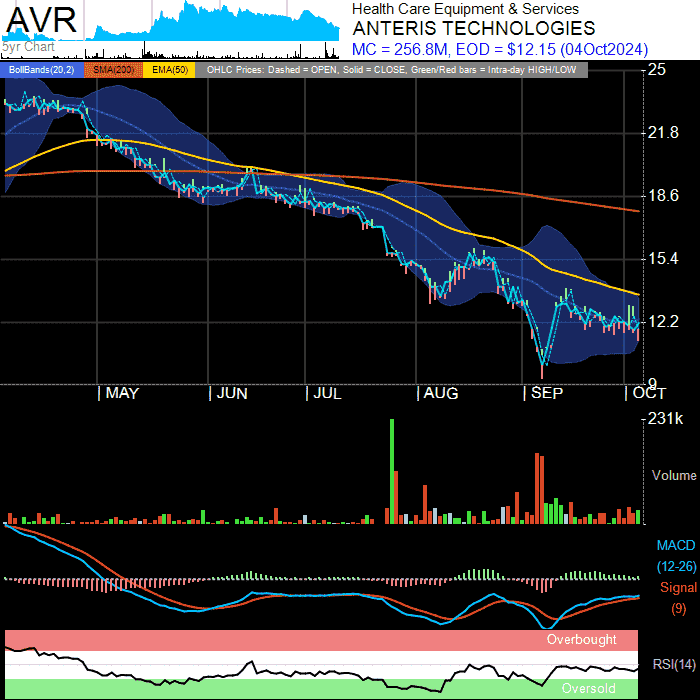 AVR
5yr Chart
Health Care Equipment & Services
ANTERIS TECHNOLOGIES
MC = 256.8M, EOD = $12.15 (04Oct2024)
BollBands(20,2) SMA(200) EMA(50) OHLC Prices: Dashed = OPEN, Solid = CLOSE, Green/Red bars = Intra-day HIGH/LOW
25
21.8
18.6
15.4
12.2
9
MAY JUN JUL AUG SEP OCT
231k
Volume
MACD
(12-26)
Signal
(9)
Overbought
RSI(14)
Oversold